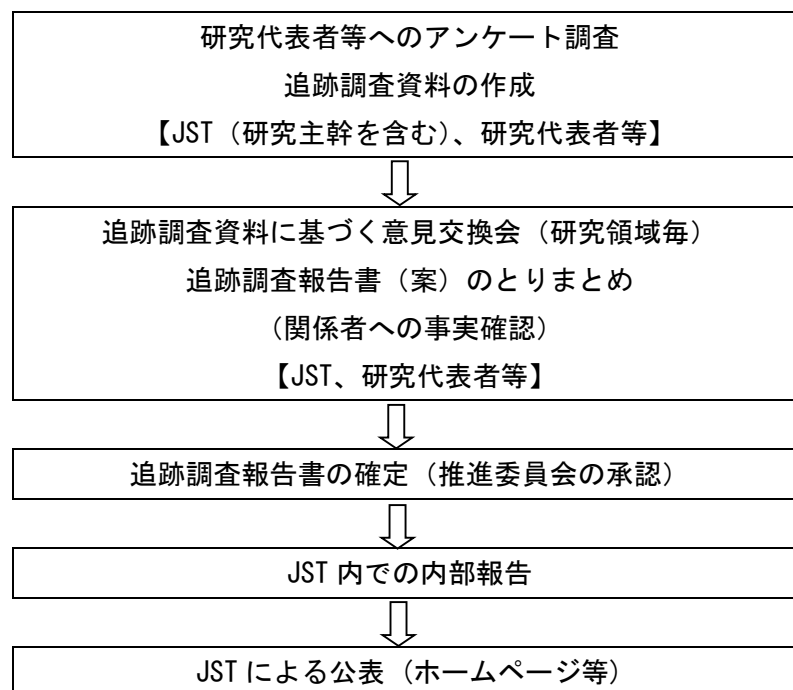 研究代表者等へのアンケート調査
追跡調査資料の作成
【JST（研究主幹を含む）、研究代表者等】
追跡調査資料に基づく意見交換会（研究領域毎）
追跡調査報告書（案）のとりまとめ
（関係者への事実確認）
【JST、研究代表者等】
追跡調査報告書の確定（推進委員会の承認）
JST 内での内部報告
JST による公表（ホームページ等）